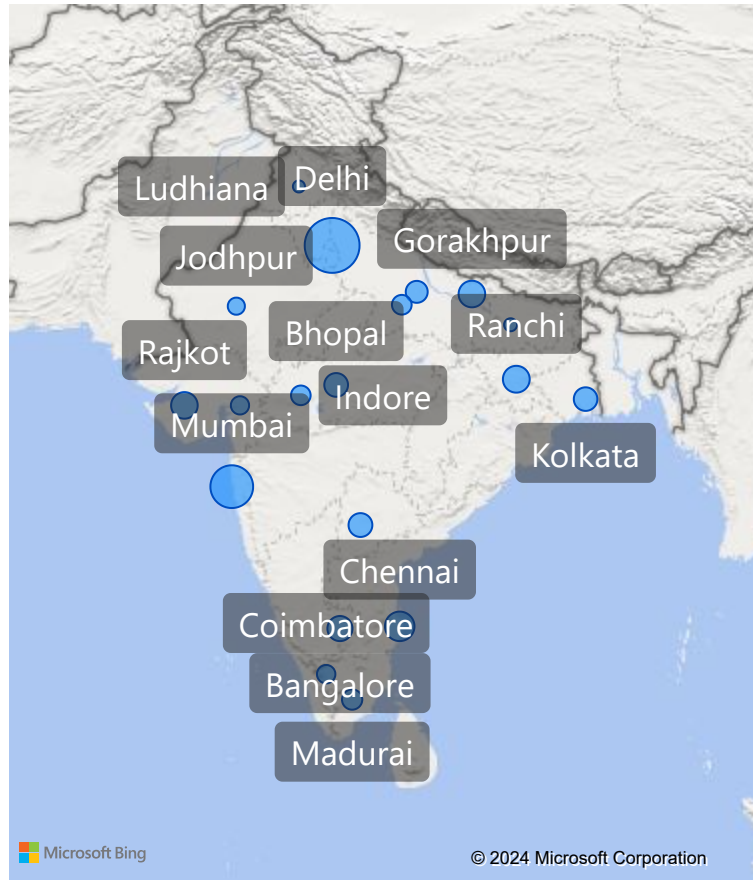 Delhi
Ludhiana
Gorakhpur
Jodhpur
Ranchi
Bhopal
Rajkot
Indore
Mumbai
Kolkata
Chennai
Coimbatore
Bangalore
Madurai
Microsoft Bing
© 2024 Microsoft Corporation